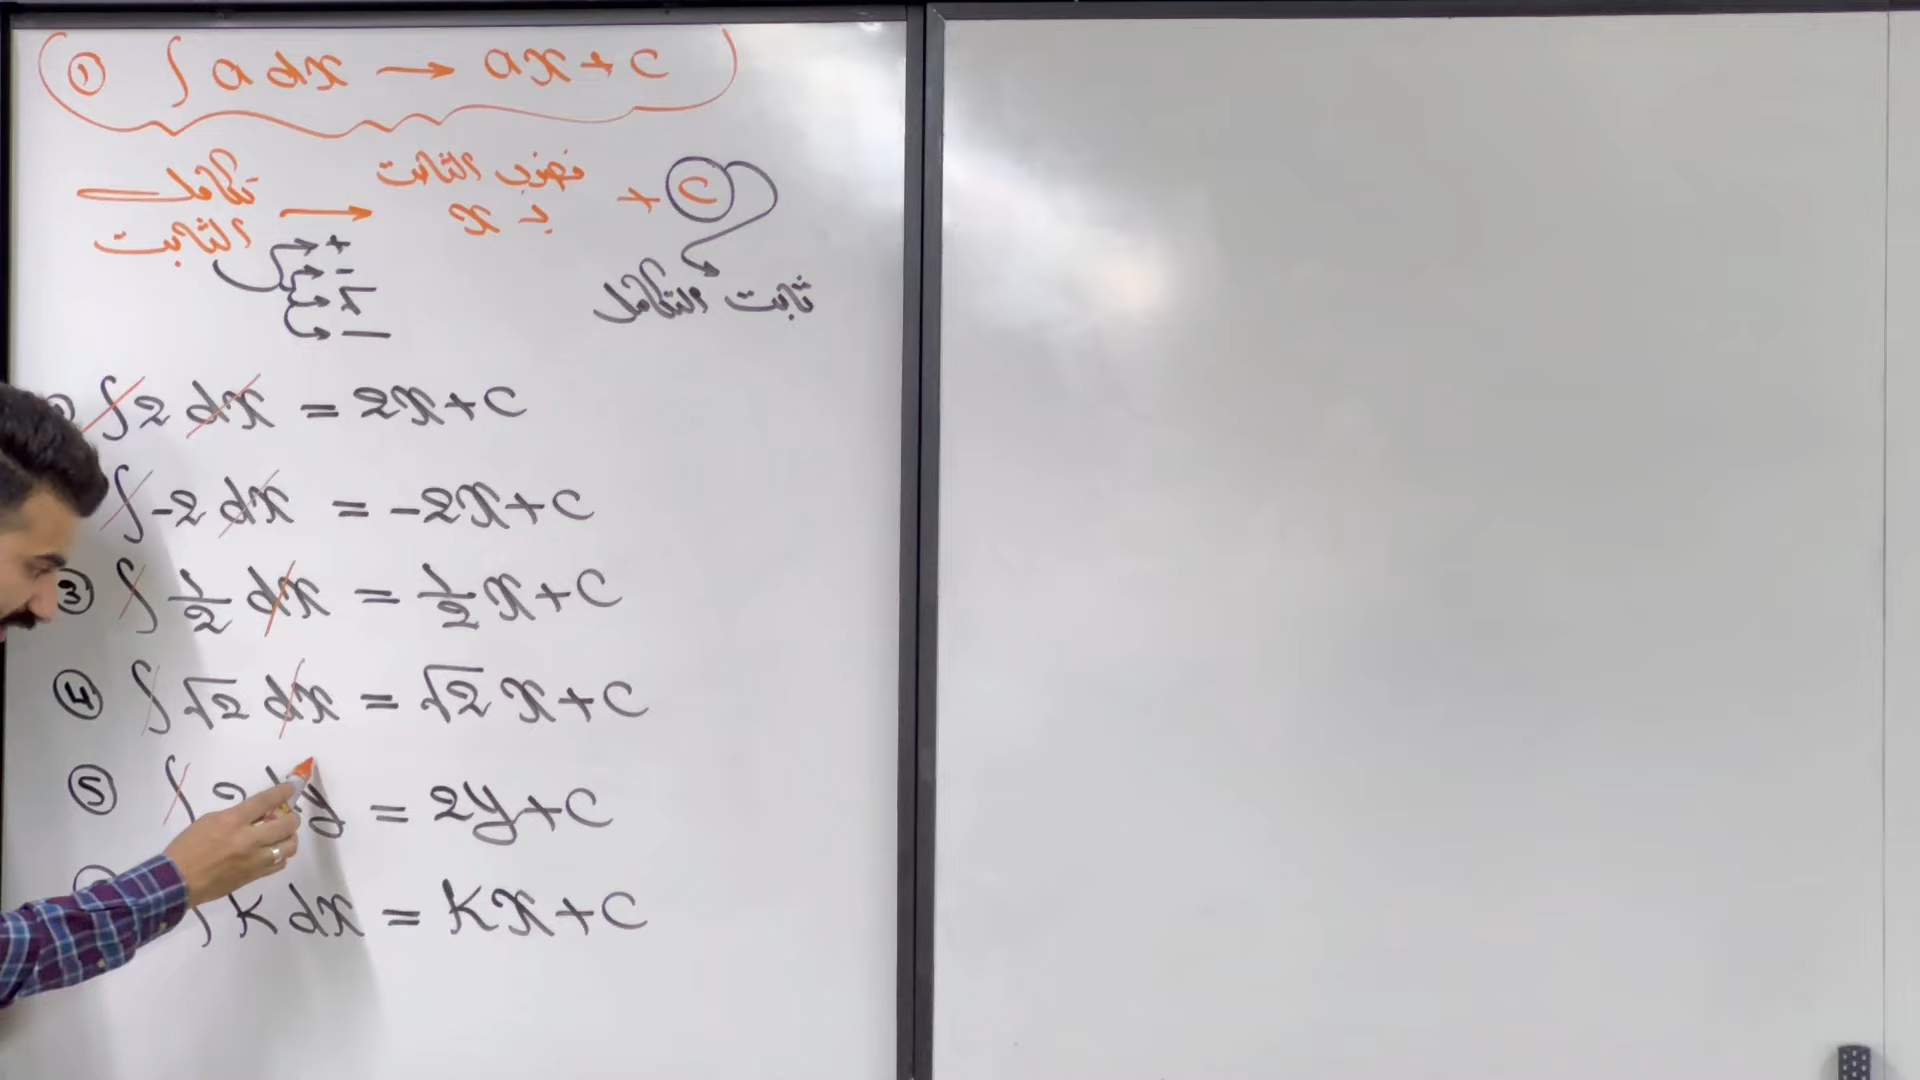 ① ∫ a dx → ax + c
تكامل الثابت → نضرب الثابت بـ x + c
+
-
√
—
ثابت التكامل
∫ 2 dx = 2x + c
∫ -2 dx = -2x + c
③ ∫ 1/2 dx = 1/2 x + c
④ ∫ √2 dx = √2 x + c
⑤ ∫ 2 dy = 2y + c
∫ k dx = kx + c